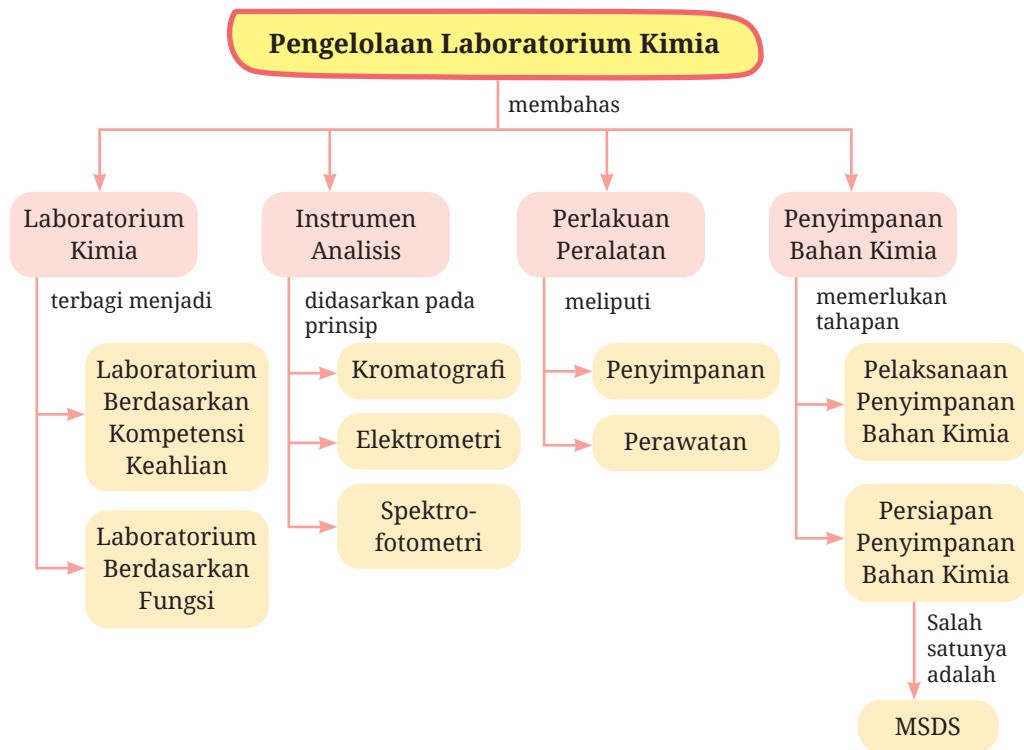 Pengelolaan Laboratorium Kimia
membahas
Laboratorium
Kimia
terbagi menjadi
Laboratorium
Berdasarkan
Kompetensi
Keahlian
Laboratorium
Berdasarkan
Fungsi
Instrumen
Analisis
didasarkan pada
prinsip
Kromatografi
Elektrometri
Spektro-
fotometri
Perlakuan
Peralatan
meliputi
Penyimpanan
Perawatan
Penyimpanan
Bahan Kimia
memerlukan
tahapan
Pelaksanaan
Penyimpanan
Bahan Kimia
Persiapan
Penyimpanan
Bahan Kimia
Salah
satunya
adalah
MSDS